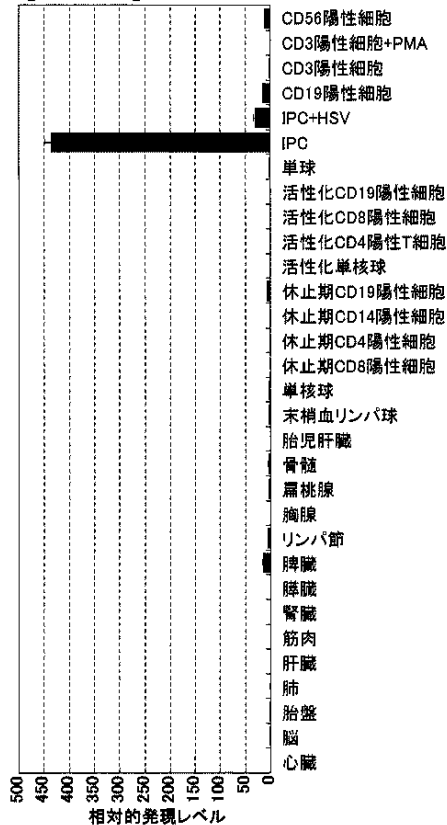 CD56陽性細胞
CD3陽性細胞+PMA
CD3陽性細胞
CD19陽性細胞
IPC+HSV
IPC
単球
活性化CD19陽性細胞
活性化CD8陽性細胞
活性化CD4陽性T細胞
活性化単核球
休止期CD19陽性細胞
休止期CD14陽性細胞
休止期CD4陽性細胞
休止期CD8陽性細胞
単核球
末梢血リンパ球
胎児肝臓
骨髄
扁桃腺
胸腺
リンパ節
脾臓
膵臓
腎臓
筋肉
肝臓
肺
胎盤
脳
心臓
500 450 400 350 300 250 200 150 100 50 0
相対的発現レベル